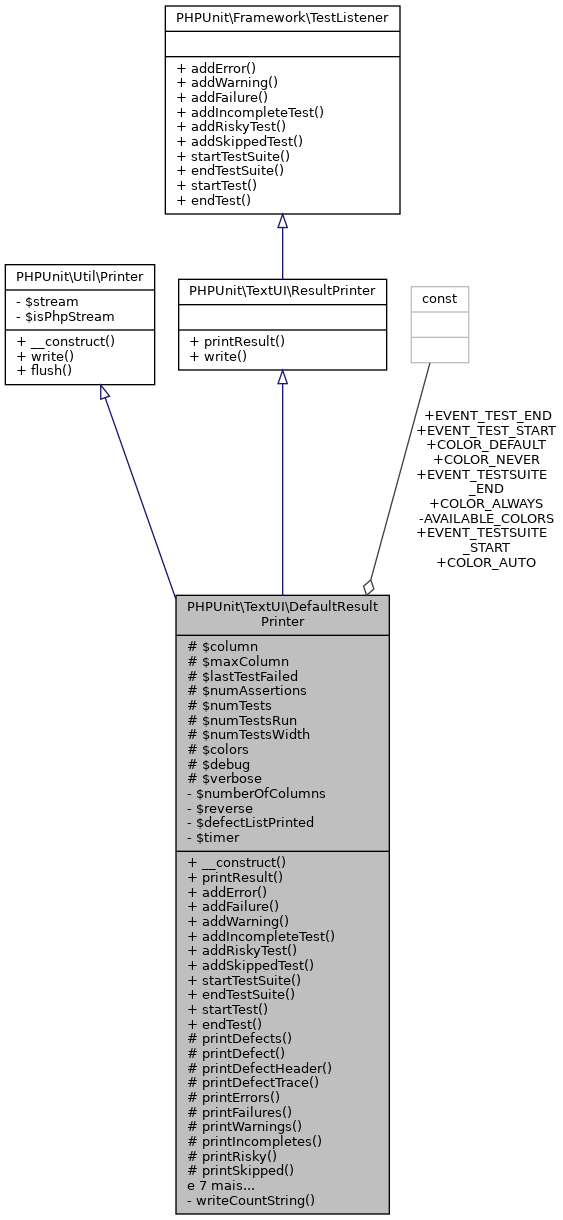 PHPUnit\Framework\TestListener
+ addError()
+ addWarning()
+ addFailure()
+ addIncompleteTest()
+ addRiskyTest()
+ addSkippedTest()
+ startTestSuite()
+ endTestSuite()
+ startTest()
+ endTest()
PHPUnit\Util\Printer
- $stream
- $isPhpStream
+ __construct()
+ write()
+ flush()
PHPUnit\TextUI\ResultPrinter
+ printResult()
+ write()
const
+EVENT_TEST_END
+EVENT_TEST_START
+COLOR_DEFAULT
+COLOR_NEVER
+EVENT_TESTSUITE
_END
+COLOR_ALWAYS
-AVAILABLE_COLORS
+EVENT_TESTSUITE
_START
+COLOR_AUTO
PHPUnit\TextUI\DefaultResult
Printer
# $column
# $maxColumn
# $lastTestFailed
# $numAssertions
# $numTests
# $numTestsRun
# $numTestsWidth
# $colors
# $debug
# $verbose
- $numberOfColumns
- $reverse
- $defectListPrinted
- $timer
+ __construct()
+ printResult()
+ addError()
+ addFailure()
+ addWarning()
+ addIncompleteTest()
+ addRiskyTest()
+ addSkippedTest()
+ startTestSuite()
+ endTestSuite()
+ startTest()
+ endTest()
# printDefects()
# printDefect()
# printDefectHeader()
# printDefectTrace()
# printErrors()
# printFailures()
# printWarnings()
# printIncompletes()
# printRisky()
# printSkipped()
e 7 mais...
- writeCountString()